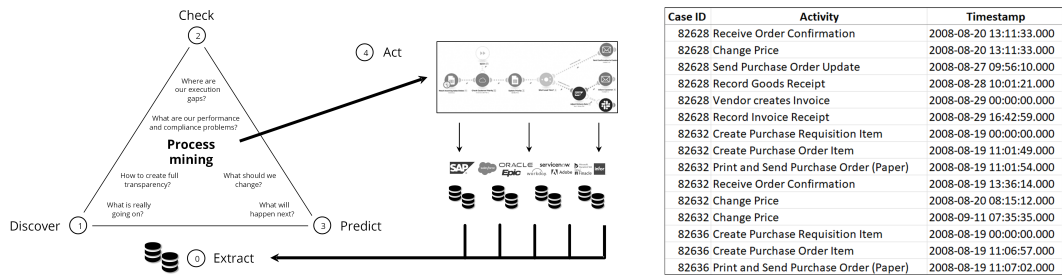 Check
2
4 Act
Where are
our execution
gaps?
What are our performance
and compliance problems?
Process
mining
How to create full
transparency?
What should we
change?
What is really
going on?
What will
happen next?
Discover 1
3 Predict
0 Extract
SAP
salesforce
ORACLE
Epic
servicenow
workday
Adobe
Case ID Activity Timestamp
82628 Receive Order Confirmation 2008-08-20 13:11:33.000
82628 Change Price 2008-08-20 13:11:33.000
82628 Send Purchase Order Update 2008-08-27 09:56:10.000
82628 Record Goods Receipt 2008-08-28 10:01:21.000
82628 Vendor creates Invoice 2008-08-29 00:00:00.000
82628 Record Invoice Receipt 2008-08-29 16:42:59.000
82632 Create Purchase Requisition Item 2008-08-19 00:00:00.000
82632 Create Purchase Order Item 2008-08-19 11:01:49.000
82632 Print and Send Purchase Order (Paper) 2008-08-19 11:01:54.000
82632 Receive Order Confirmation 2008-08-19 13:36:14.000
82632 Change Price 2008-08-20 08:15:12.000
82632 Change Price 2008-09-11 07:35:35.000
82636 Create Purchase Requisition Item 2008-08-19 00:00:00.000
82636 Create Purchase Order Item 2008-08-19 11:06:57.000
82636 Print and Send Purchase Order (Paper) 2008-08-19 11:07:02.000